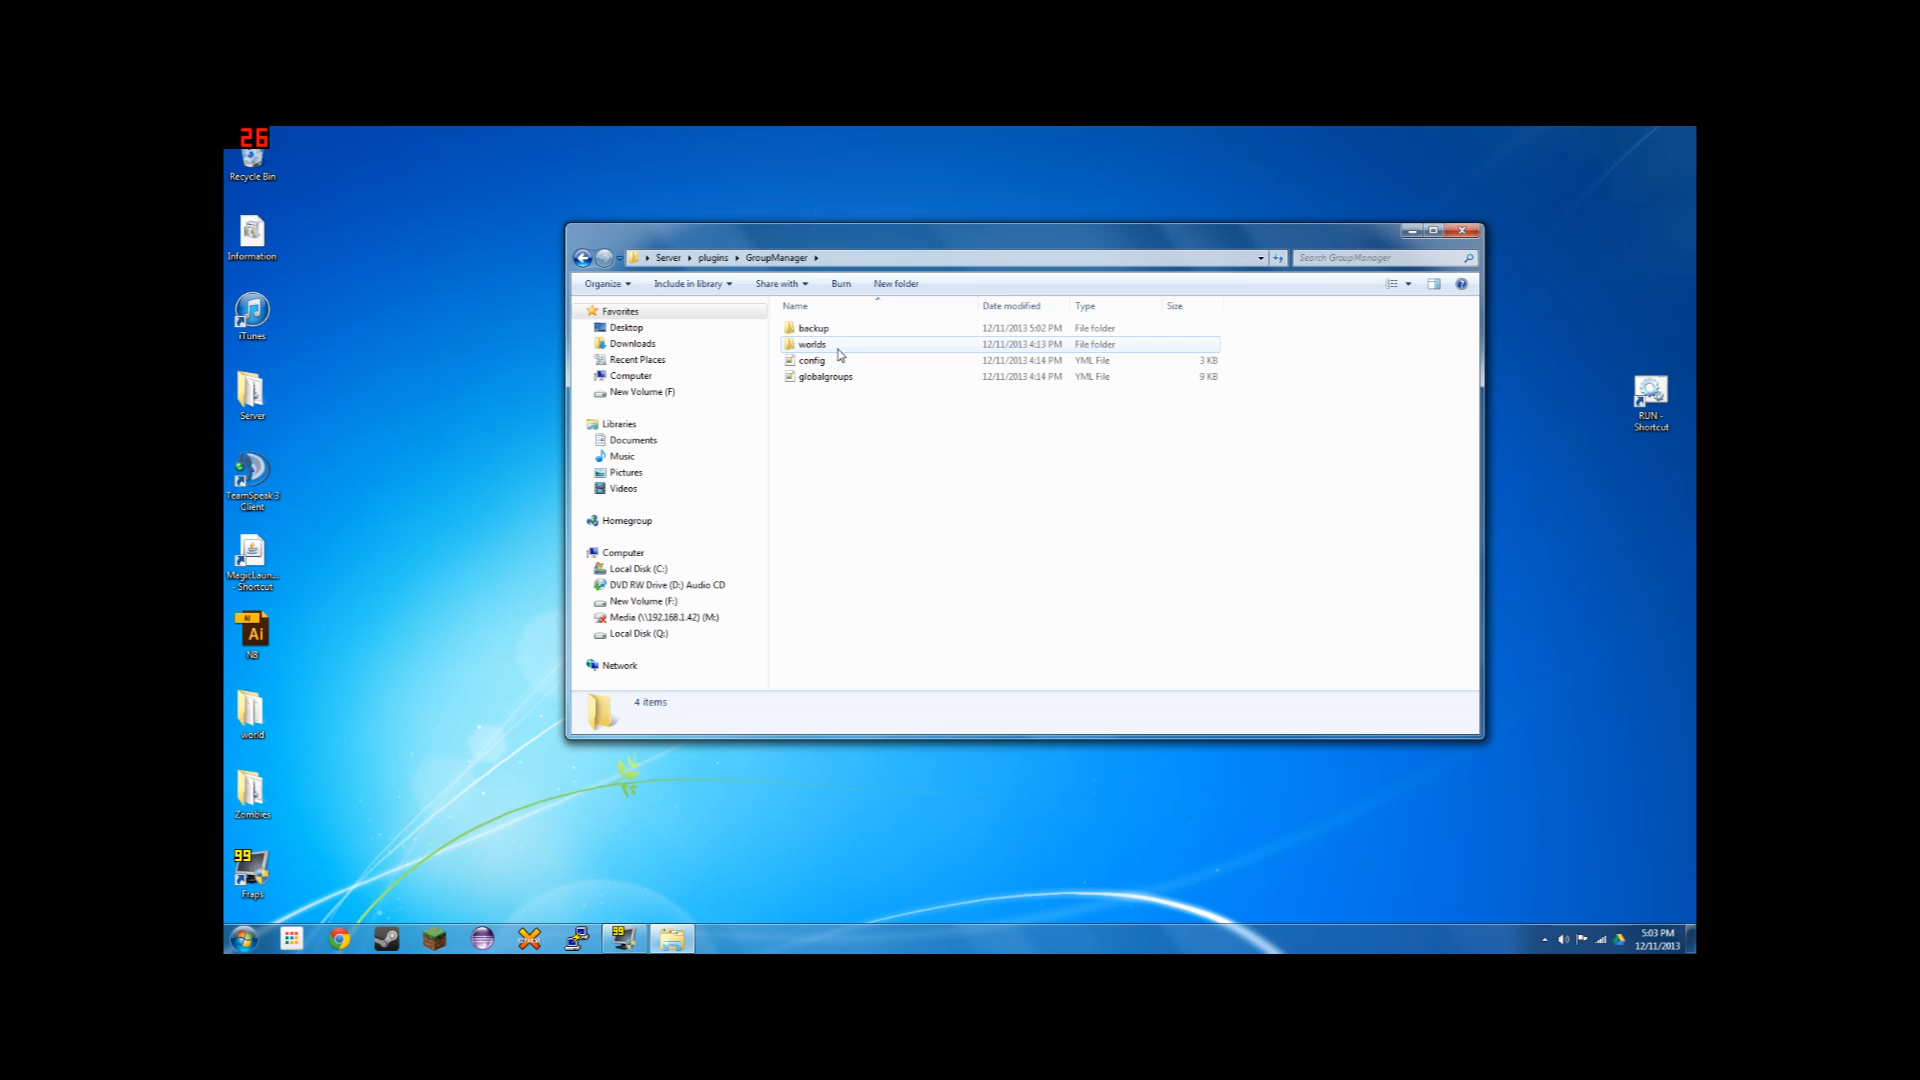 26
Recycle Bin
Information
iTunes
Server
TeamSpeak 3
Client
MagicLaun...
- Shortcut
Ai
Ai
N8
world
Zombies
99
Fraps
Server
plugins
GroupManager
Search GroupManager
Organize
Include in library
Share with
Burn
New folder
Name
Date modified
Type
Size
backup
12/11/2013 5:02 PM
File folder
worlds
12/11/2013 4:13 PM
File folder
config
12/11/2013 4:14 PM
YML File
3 KB
globalgroups
12/11/2013 4:14 PM
YML File
9 KB
Favorites
Desktop
Downloads
Recent Places
Computer
New Volume (F)
Libraries
Documents
Music
Pictures
Videos
Homegroup
Computer
Local Disk (C:)
DVD RW Drive (D:) Audio CD
New Volume (F:)
Media (\\192.168.1.42) (M:)
Local Disk (Q:)
Network
4 items
RUN -
Shortcut
99
5:03 PM
12/11/2013